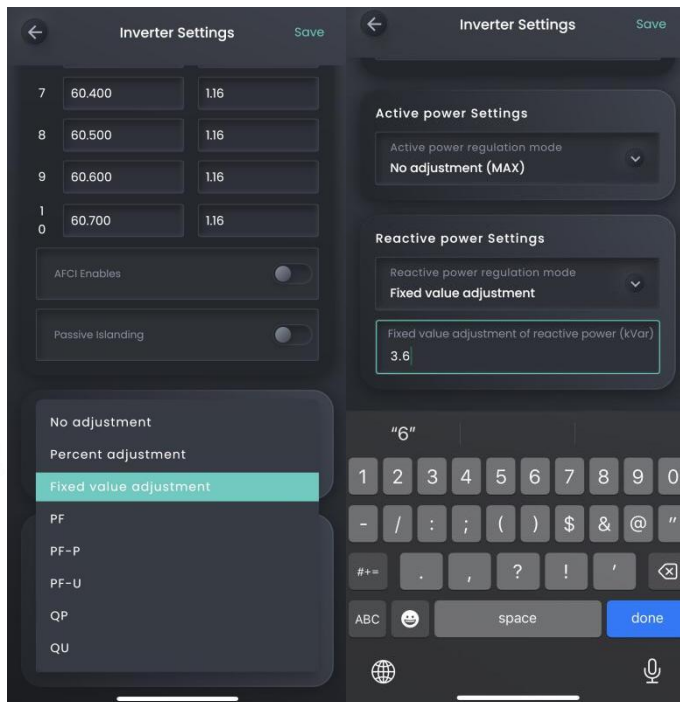 Inverter Settings Save
7 60.400 1.16
8 60.500 1.16
9 60.600 1.16
1
0 60.700 1.16
AFCI Enables
Passive Islanding
No adjustment
Percent adjustment
Fixed value adjustment
PF
PF-P
PF-U
QP
QU
Inverter Settings Save
Active power Settings
Active power regulation mode
No adjustment (MAX)
Reactive power Settings
Reactive power regulation mode
Fixed value adjustment
Fixed value adjustment of reactive power (kVar)
3.6
“6”
1 2 3 4 5 6 7 8 9 0
- / : ; ( ) $ & @ "
#+= . , ? ! '
ABC space done